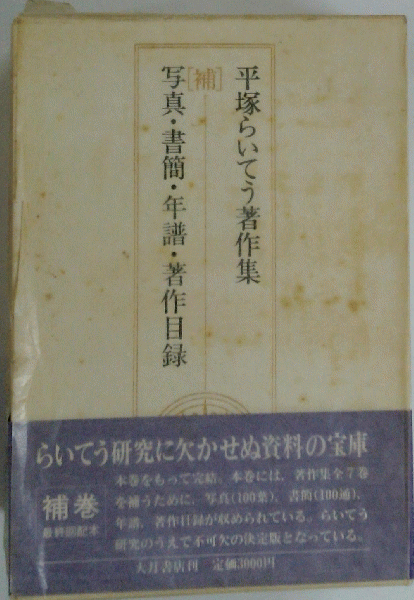 平塚らいてう著作集
[補]
写真・書簡・年譜・著作目録
らいてう研究に欠かせぬ資料の宝庫
補巻
最終回配本
本巻をもって完結。本巻には、著作集全7巻
を補うために、写真(100葉)、書簡(100通)、
年譜、著作目録が収められている。らいてう
研究のうえで不可欠の決定版となっている。
大月書店刊 定価3000円